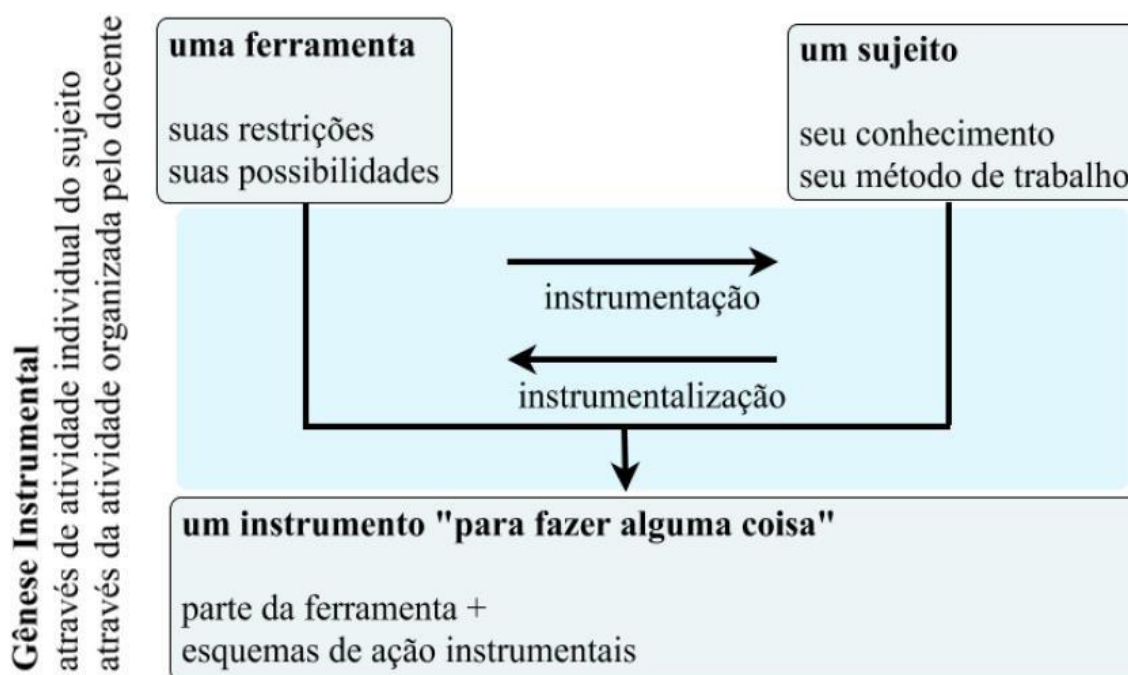 Gênese Instrumental
através de atividade individual do sujeito
através da atividade organizada pelo docente
uma ferramenta
suas restrições
suas possibilidades
um sujeito
seu conhecimento
seu método de trabalho
instrumentação
instrumentalização
um instrumento "para fazer alguma coisa"
parte da ferramenta +
esquemas de ação instrumentais